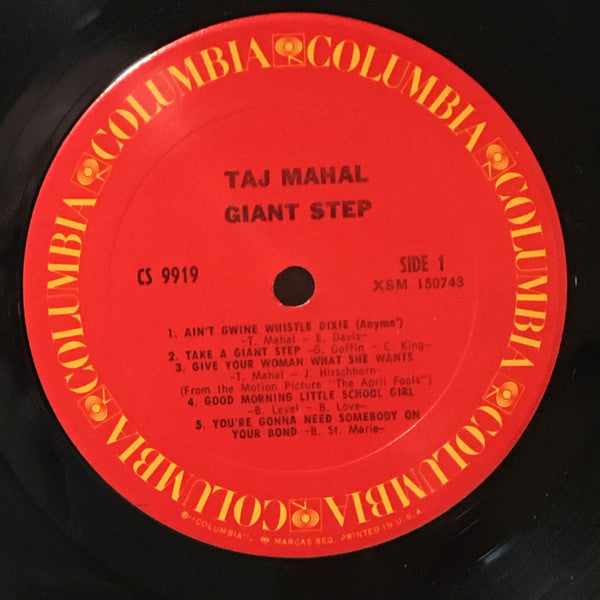 COLUMBIA COLUMBIA COLUMBIA COLUMBIA COLUMBIA COLUMBIA
TAJ MAHAL
GIANT STEP
CS 9919
SIDE 1
XSM 150743
1. AIN'T GWINE WHISTLE DIXIE (Anymo')
-T. Mahal - E. Davis-
2. TAKE A GIANT STEP -G. Goffin - C. King-
3. GIVE YOUR WOMAN WHAT SHE WANTS
-T. Mahal - J. Hirschhorn-
(From the Motion Picture "The April Fools")
4. GOOD MORNING LITTLE SCHOOL GIRL
-B. Level - B. Love-
5. YOU'RE GONNA NEED SOMEBODY ON
YOUR BOND -B. St. Marie-
® "COLUMBIA", MARCAS REG. PRINTED IN U.S.A.